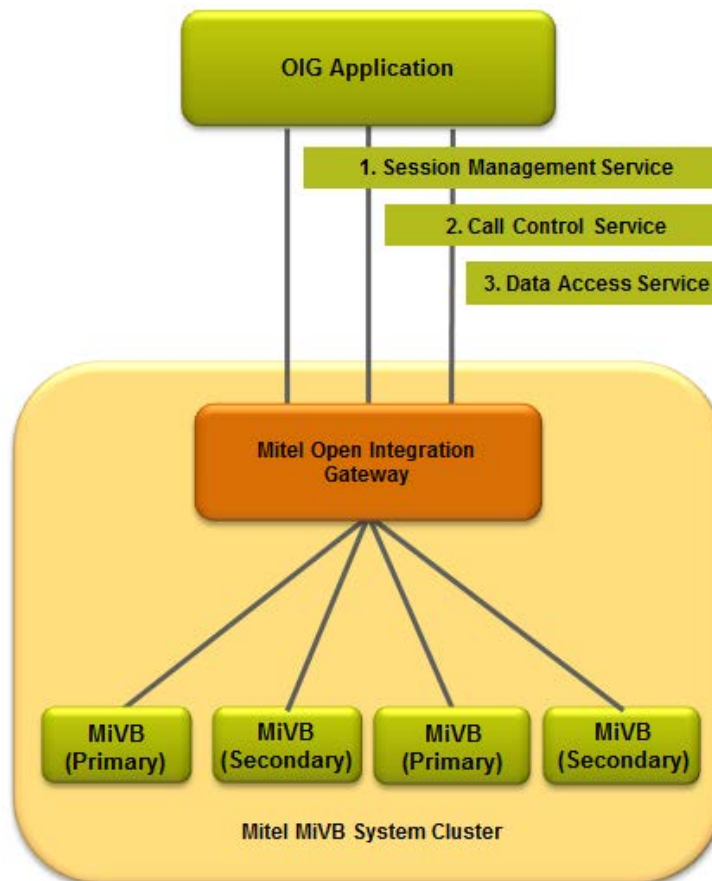 OIG Application
1. Session Management Service
2. Call Control Service
3. Data Access Service
Mitel Open Integration
Gateway
MiVB
(Primary)
MiVB
(Secondary)
MiVB
(Primary)
MiVB
(Secondary)
Mitel MiVB System Cluster